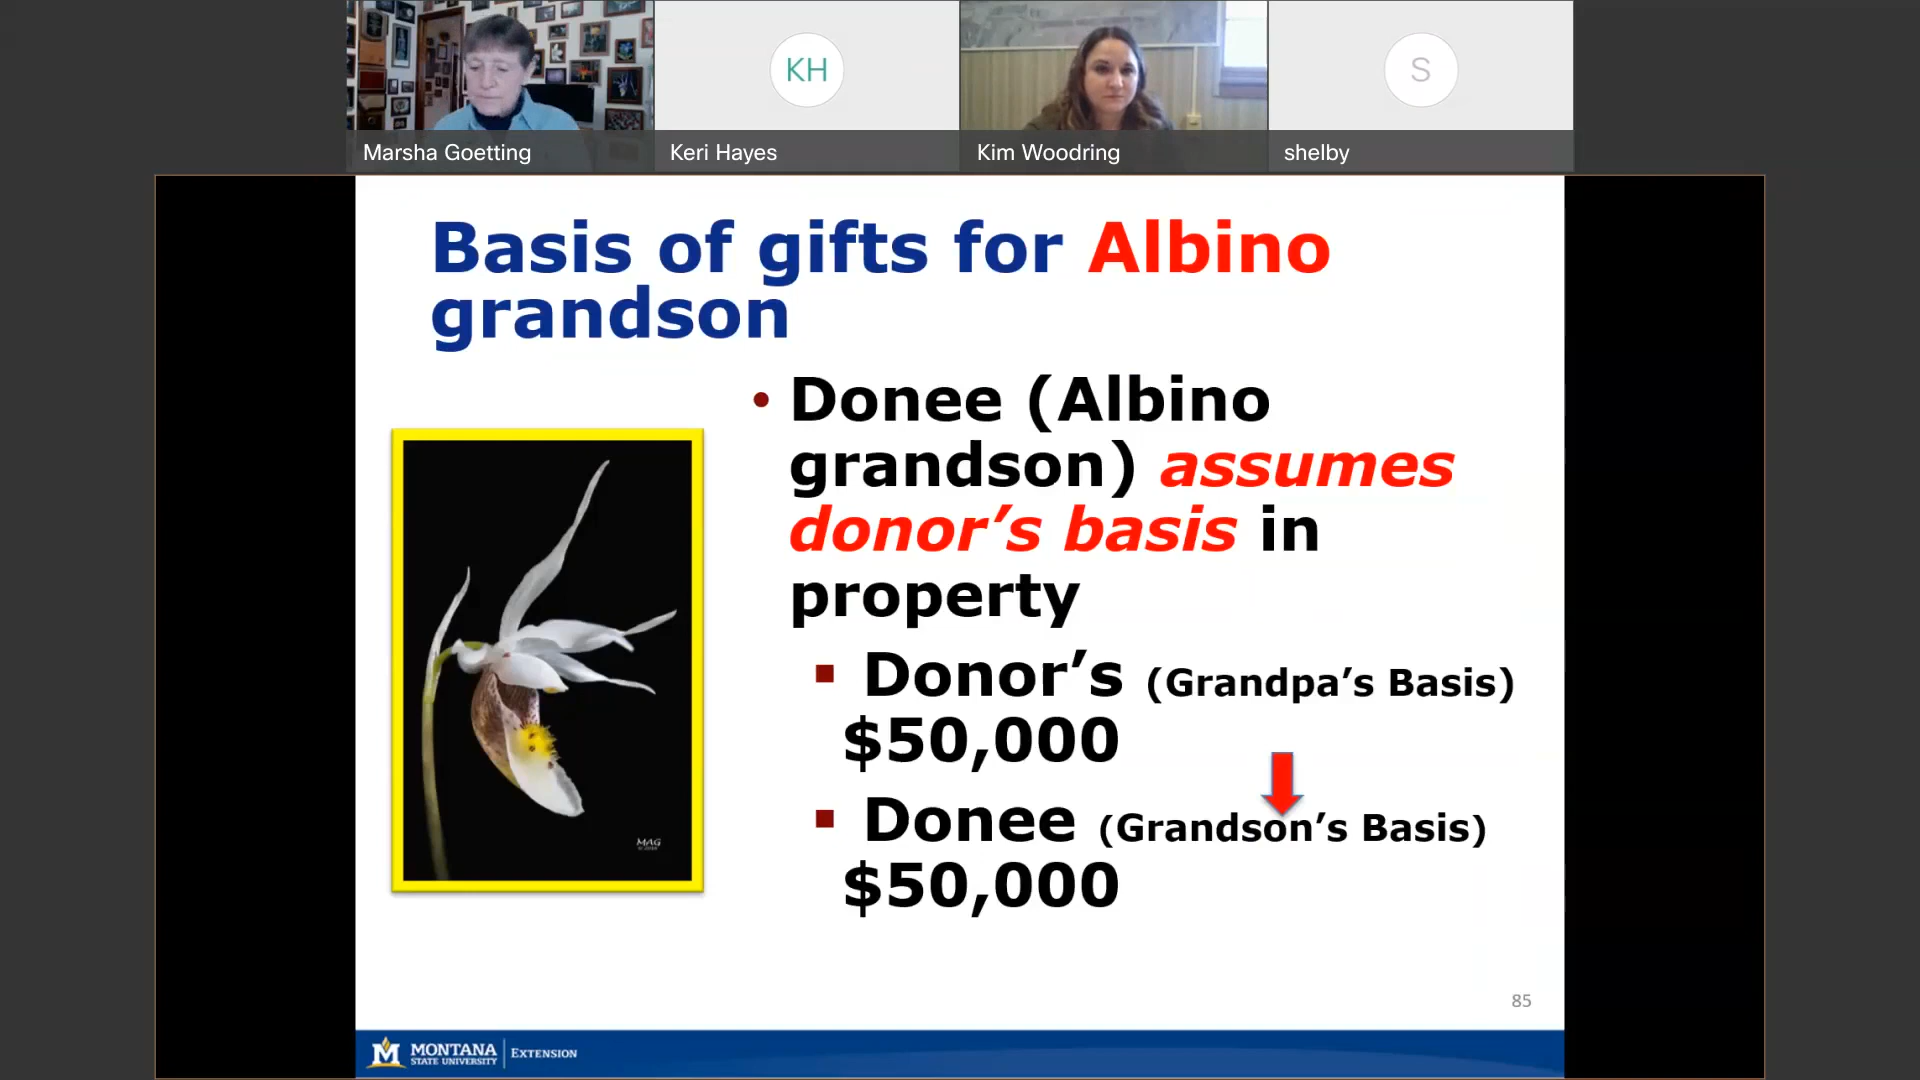 KH
S
Marsha Goetting
Keri Hayes
Kim Woodring
shelby
Basis of gifts for Albino
grandson
• Donee (Albino
grandson) assumes
donor’s basis in
property
▪ Donor’s (Grandpa’s Basis)
$50,000
▪ Donee (Grandson’s Basis)
$50,000
MAG
85
M
MONTANA
STATE UNIVERSITY
EXTENSION